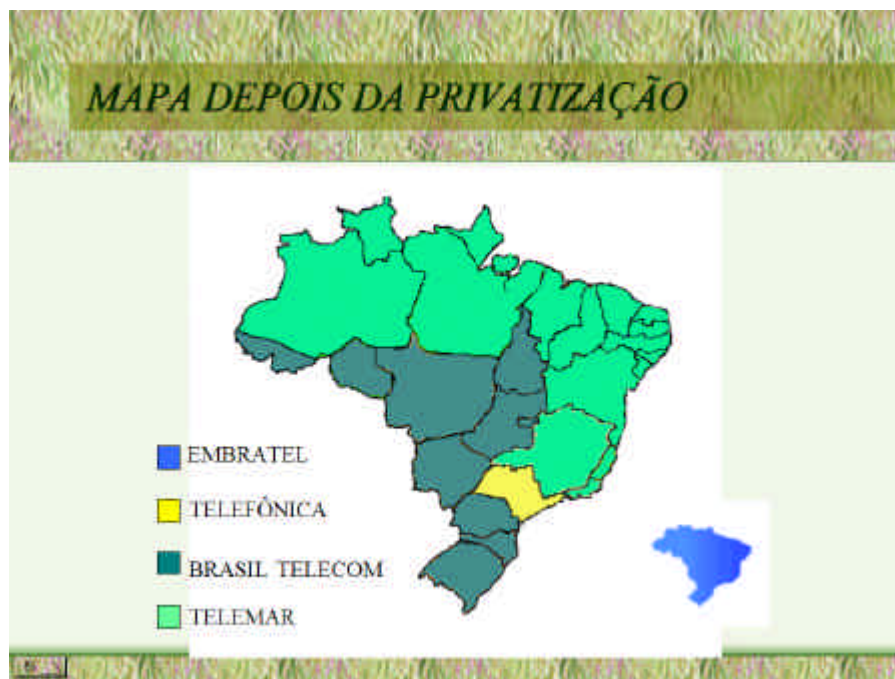 MAPA DEPOIS DA PRIVATIZAÇÃO
EMBRATEL
TELEFÔNICA
BRASIL TELECOM
TELEMAR